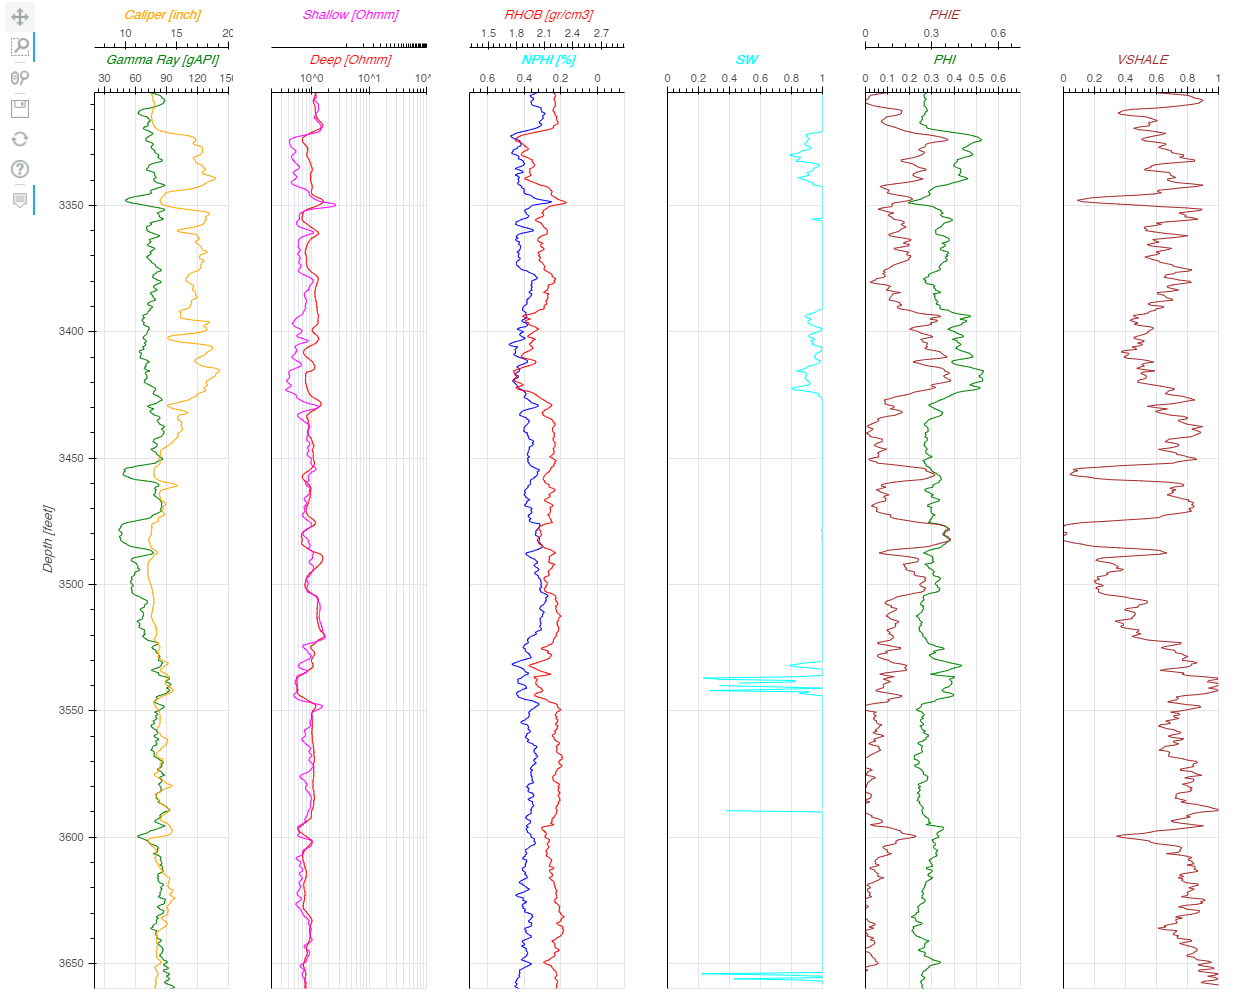 Caliper [inch] Shallow [Ohmm] RHOB [gr/cm3] PHIE
10 15 20 1.5 1.8 2.1 2.4 2.7 0 0.3 0.6
Gamma Ray [gAPI] Deep [Ohmm] NPHI [%] SW PHI VSHALE
30 60 90 120 15 10^0 10^1 10^ 0.6 0.4 0.2 0 0 0.2 0.4 0.6 0.8 1 0 0.1 0.2 0.3 0.4 0.5 0.6 0 0.2 0.4 0.6 0.8 1
3350
3400
3450
Depth [feet]
3500
3550
3600
3650